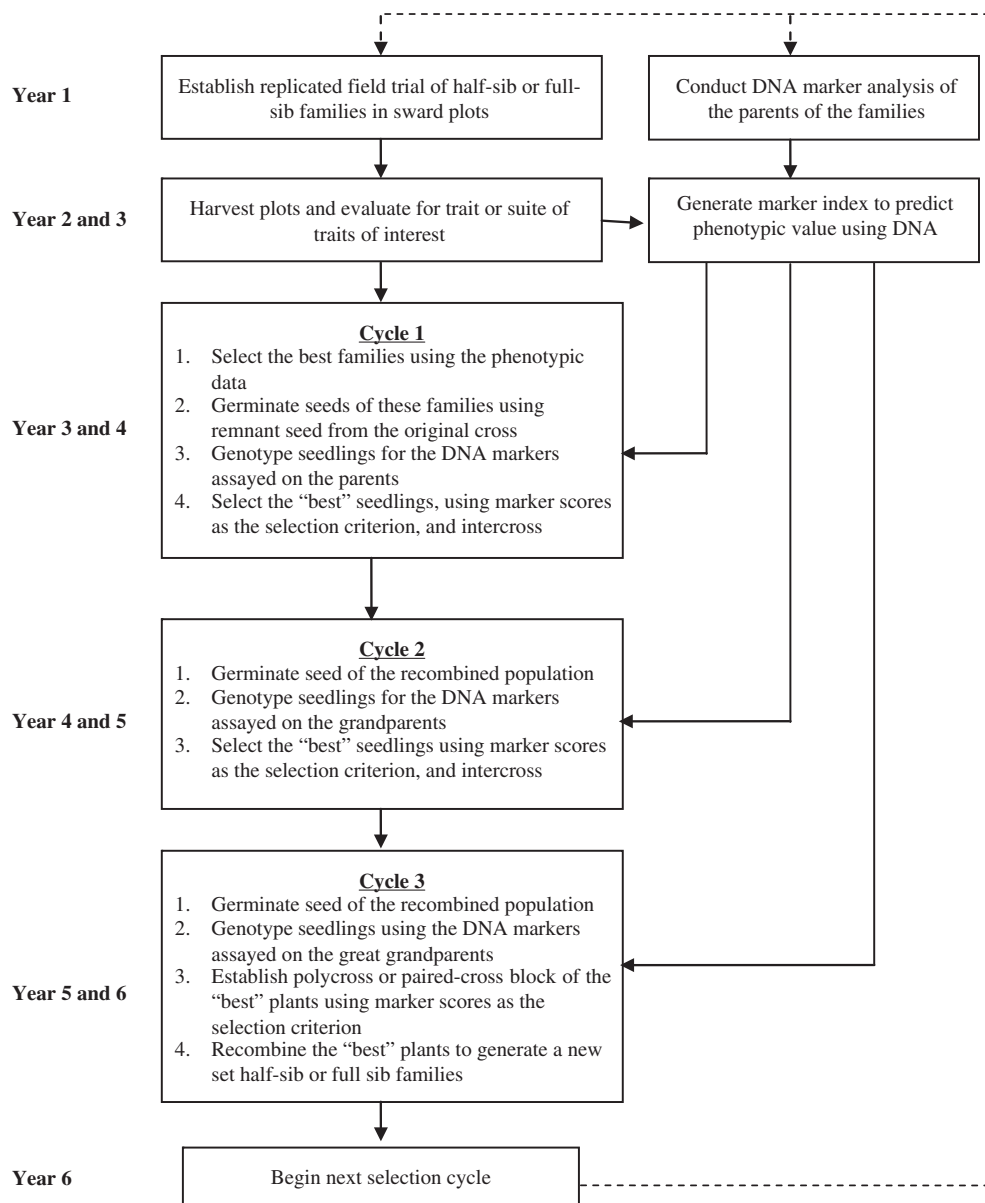 Year 1
Establish replicated field trial of half-sib or full-
sib families in sward plots
Conduct DNA marker analysis of
the parents of the families
Year 2 and 3
Harvest plots and evaluate for trait or suite of
traits of interest
Generate marker index to predict
phenotypic value using DNA
Year 3 and 4
Cycle 1
1. Select the best families using the phenotypic
data
2. Germinate seeds of these families using
remnant seed from the original cross
3. Genotype seedlings for the DNA markers
assayed on the parents
4. Select the “best” seedlings, using marker scores
as the selection criterion, and intercross
Year 4 and 5
Cycle 2
1. Germinate seed of the recombined population
2. Genotype seedlings for the DNA markers
assayed on the grandparents
3. Select the “best” seedlings using marker scores
as the selection criterion, and intercross
Year 5 and 6
Cycle 3
1. Germinate seed of the recombined population
2. Genotype seedlings using the DNA markers
assayed on the great grandparents
3. Establish polycross or paired-cross block of the
“best” plants using marker scores as the
selection criterion
4. Recombine the “best” plants to generate a new
set half-sib or full sib families
Year 6
Begin next selection cycle